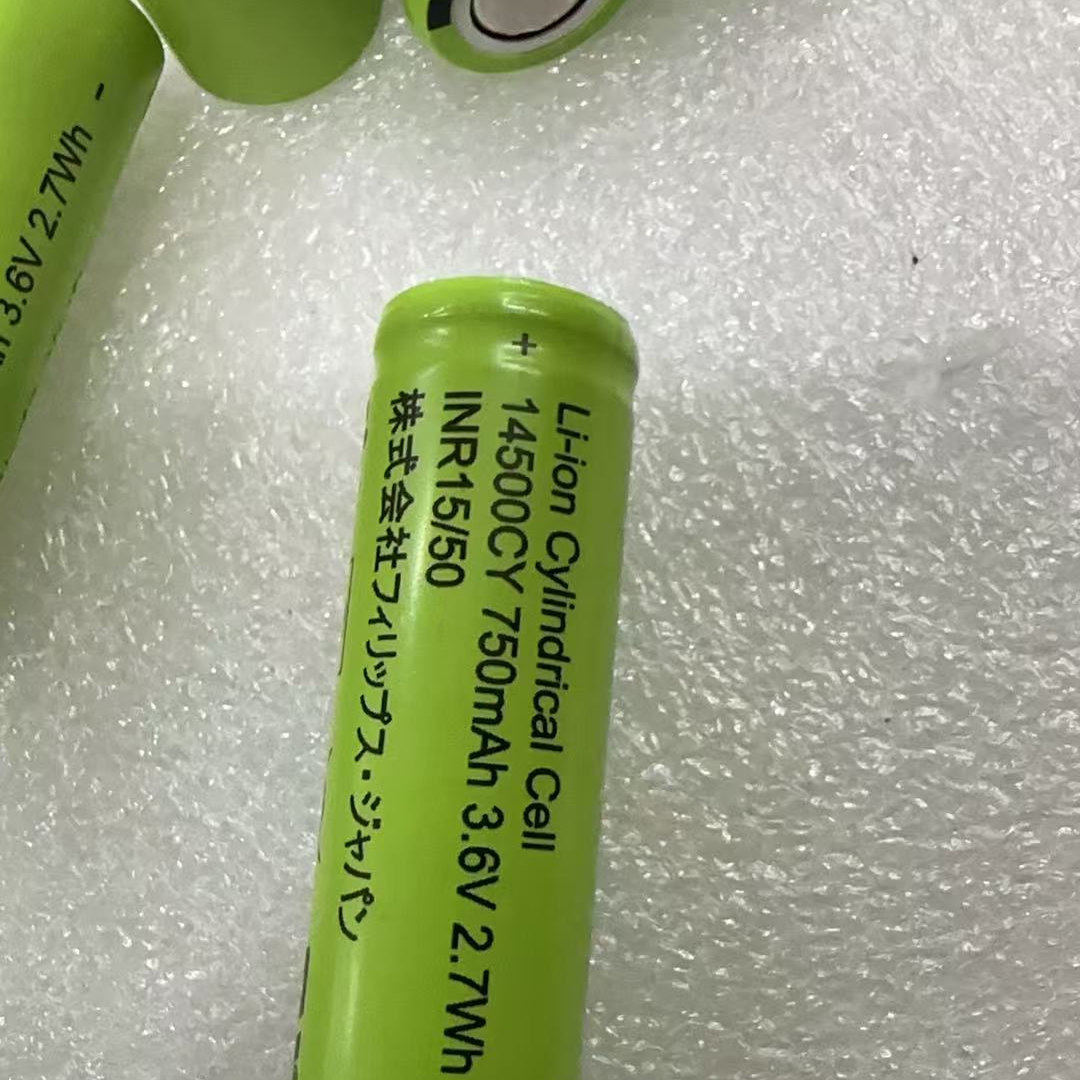 +
Li-ion Cylindrical Cell
14500CY 750mAh 3.6V 2.7Wh
INR15/50
株式会社フィリップス・ジャパン
3.6V 2.7Wh -